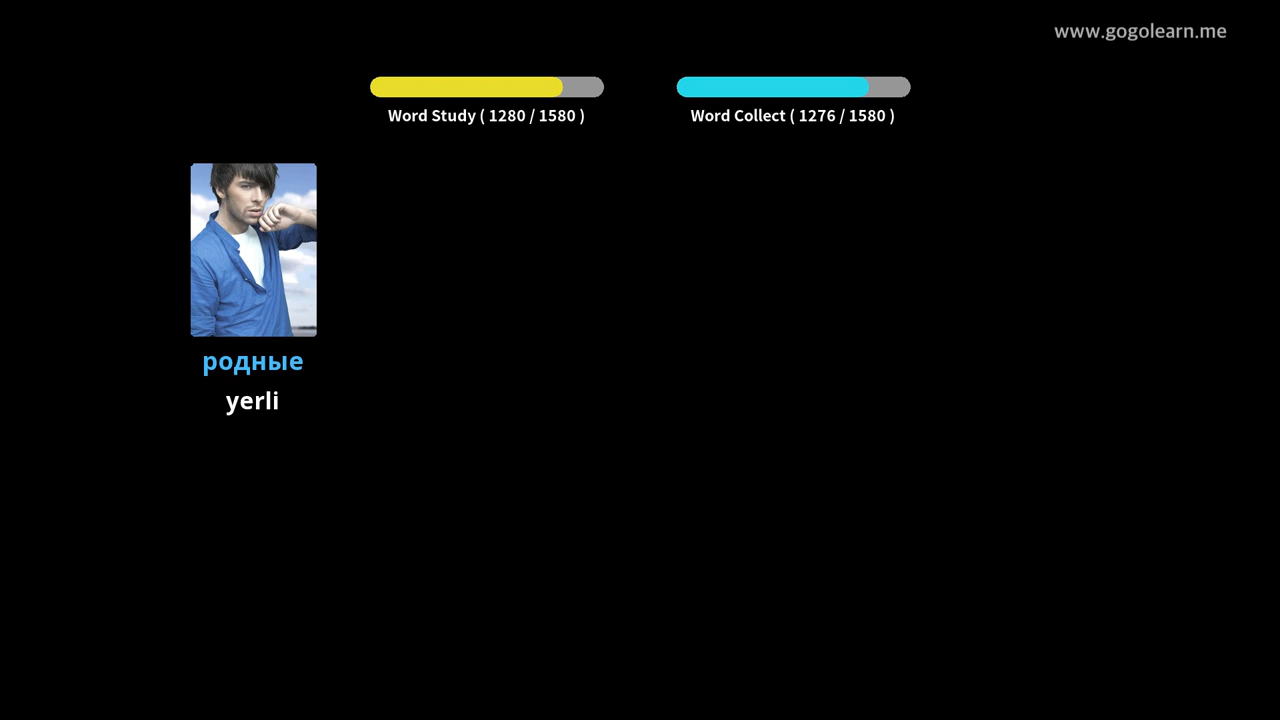 www.gogolearn.me
Word Study ( 1280 / 1580 )
Word Collect ( 1276 / 1580 )
родные
yerli